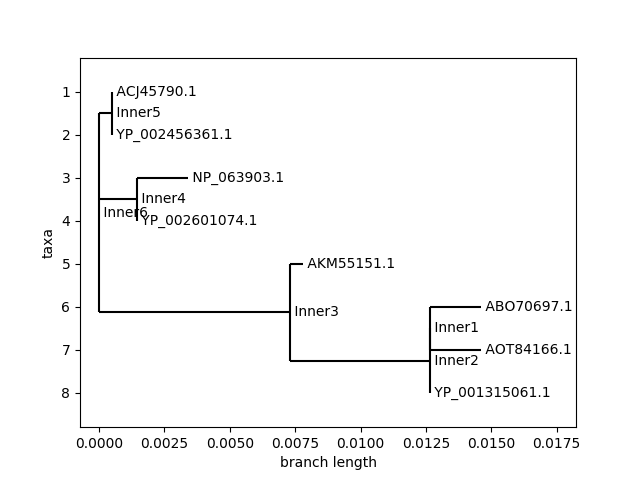 1
ACJ45790.1
Inner5
2
YP_002456361.1
3
NP_063903.1
Inner4
Inner6
4
YP_002601074.1
taxa
5
AKM55151.1
6
ABO70697.1
Inner3
Inner1
7
AOT84166.1
Inner2
8
YP_001315061.1
0.0000 0.0025 0.0050 0.0075 0.0100 0.0125 0.0150 0.0175
branch length